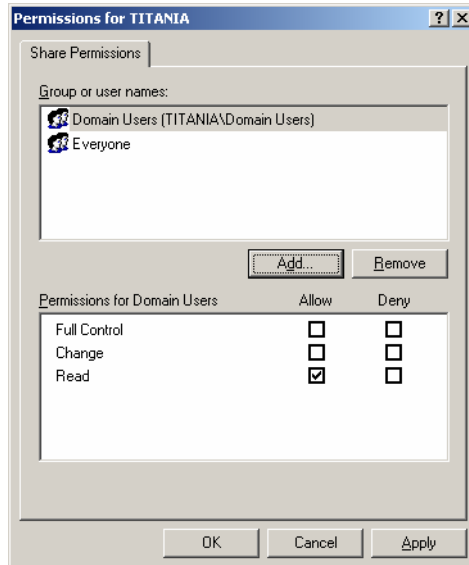 Permissions for TITANIA
Share Permissions
Group or user names:
Domain Users (TITANIA\Domain Users)
Everyone
Add... Remove
Permissions for Domain Users Allow Deny
Full Control
Change
Read
OK Cancel Apply